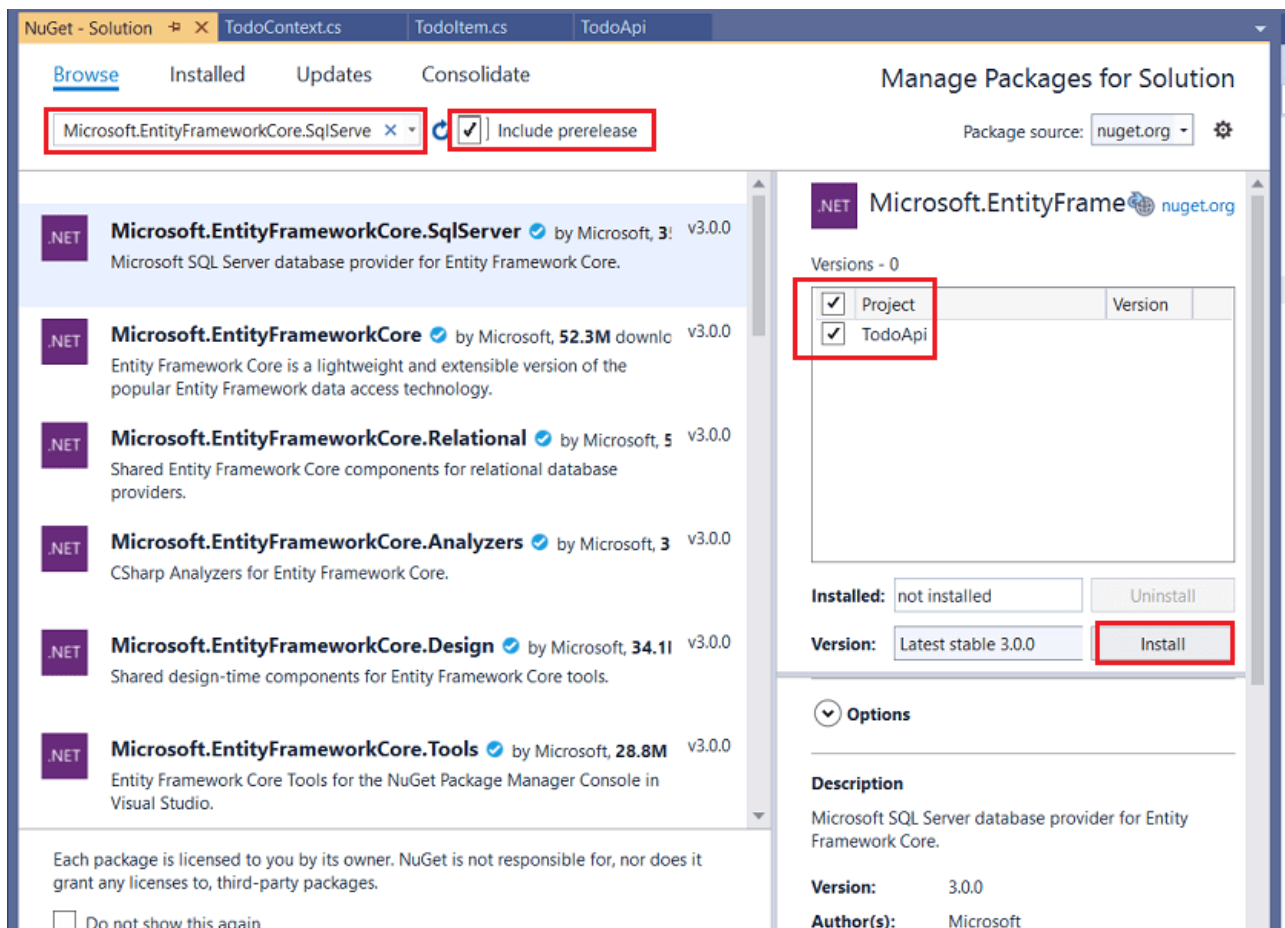 NuGet - Solution TodoContext.cs TodoItem.cs TodoApi
Browse Installed Updates Consolidate
Manage Packages for Solution
Microsoft.EntityFrameworkCore.SqlServe
Include prerelease
Package source: nuget.org
.NET
Microsoft.EntityFrameworkCore.SqlServer by Microsoft, v3.0.0
Microsoft SQL Server database provider for Entity Framework Core.
.NET
Microsoft.EntityFrameworkCore by Microsoft, 52.3M downlo v3.0.0
Entity Framework Core is a lightweight and extensible version of the
popular Entity Framework data access technology.
.NET
Microsoft.EntityFrameworkCore.Relational by Microsoft, 5 v3.0.0
Shared Entity Framework Core components for relational database
providers.
.NET
Microsoft.EntityFrameworkCore.Analyzers by Microsoft, 3 v3.0.0
CSharp Analyzers for Entity Framework Core.
.NET
Microsoft.EntityFrameworkCore.Design by Microsoft, v3.0.0
Shared design-time components for Entity Framework Core tools.
.NET
Microsoft.EntityFrameworkCore.Tools by Microsoft, 28.8M v3.0.0
Entity Framework Core Tools for the NuGet Package Manager Console in
Visual Studio.
Each package is licensed to you by its owner. NuGet is not responsible for, nor does it
grant any licenses to, third-party packages.
Do not show this again
.NET
Microsoft.EntityFrame nuget.org
Versions - 0
Project Version
TodoApi
Installed: not installed Uninstall
Version: Latest stable 3.0.0 Install
Options
Description
Microsoft SQL Server database provider for Entity
Framework Core.
Version: 3.0.0
Author(s): Microsoft